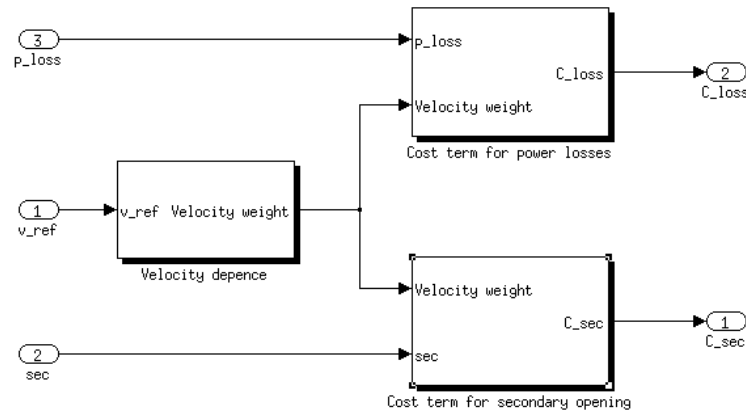 3
p_loss
p_loss
Velocity weight
C_loss
Cost term for power losses
2
C_loss
1
v_ref
v_ref Velocity weight
Velocity depence
Velocity weight
sec
C_sec
Cost term for secondary opening
1
C_sec
2
sec